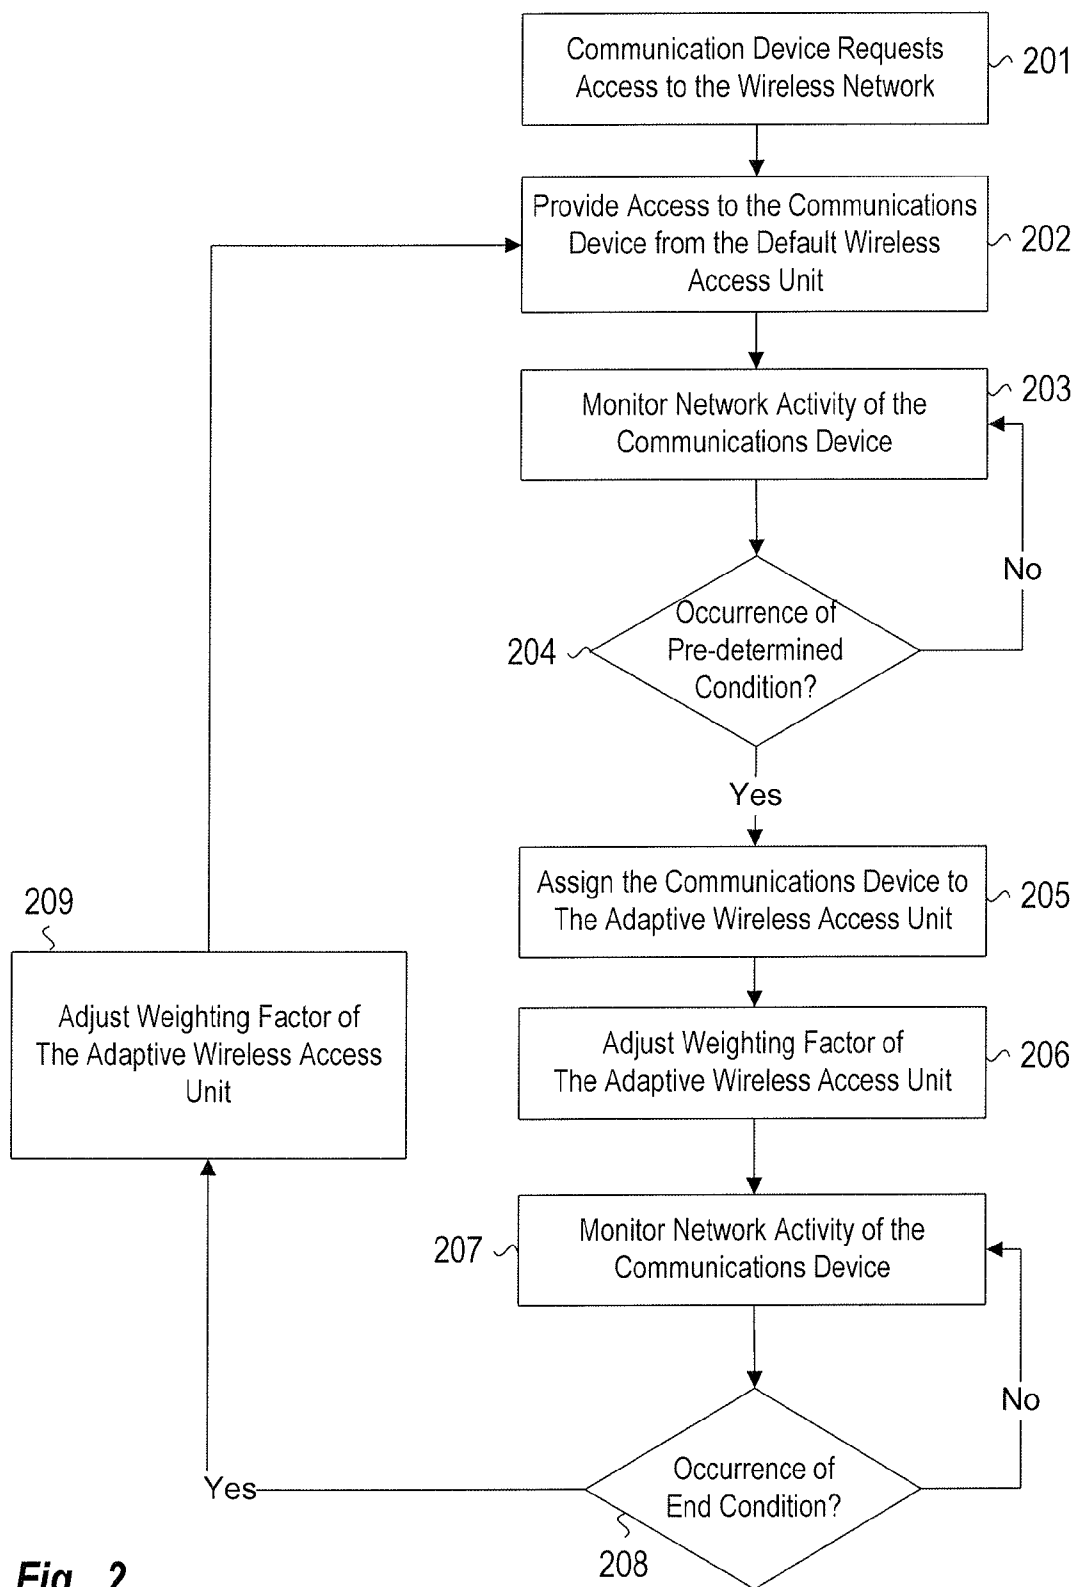 Communication Device Requests
Access to the Wireless Network
201
Provide Access to the Communications
Device from the Default Wireless
Access Unit
202
Monitor Network Activity of the
Communications Device
203
No
Occurrence of
Pre-determined
Condition?
204
Yes
Assign the Communications Device to
The Adaptive Wireless Access Unit
205
209
Adjust Weighting Factor of
The Adaptive Wireless Access
Unit
Adjust Weighting Factor of
The Adaptive Wireless Access Unit
206
Monitor Network Activity of the
Communications Device
207
No
Occurrence of
End Condition?
Yes
208
Fig. 2